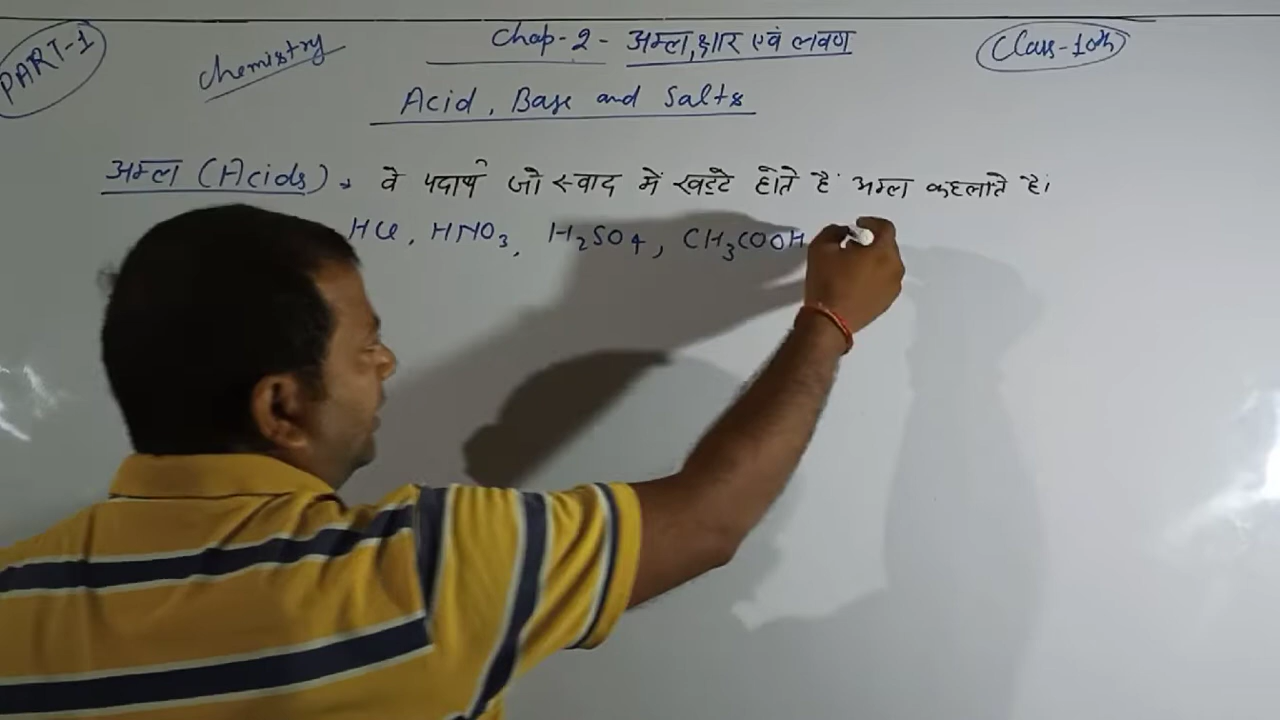 PART-1
Chemistry
Chap-2- अम्ल,क्षार एवं लवण
Class-10th
Acid, Base and Salts
अम्ल (Acids) → वे पदार्थ जो स्वाद में खट्टे होते हैं अम्ल कहलाते है।
HCl, HNO₃, H₂SO₄, CH₃COOH